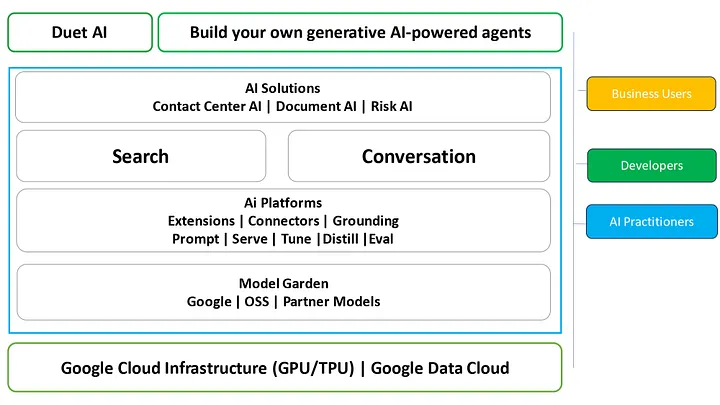 Duet AI
Build your own generative AI-powered agents
AI Solutions
Contact Center AI | Document AI | Risk AI
Search
Conversation
Ai Platforms
Extensions | Connectors | Grounding
Prompt | Serve | Tune |Distill |Eval
Model Garden
Google | OSS | Partner Models
Google Cloud Infrastructure (GPU/TPU) | Google Data Cloud
Business Users
Developers
AI Practitioners